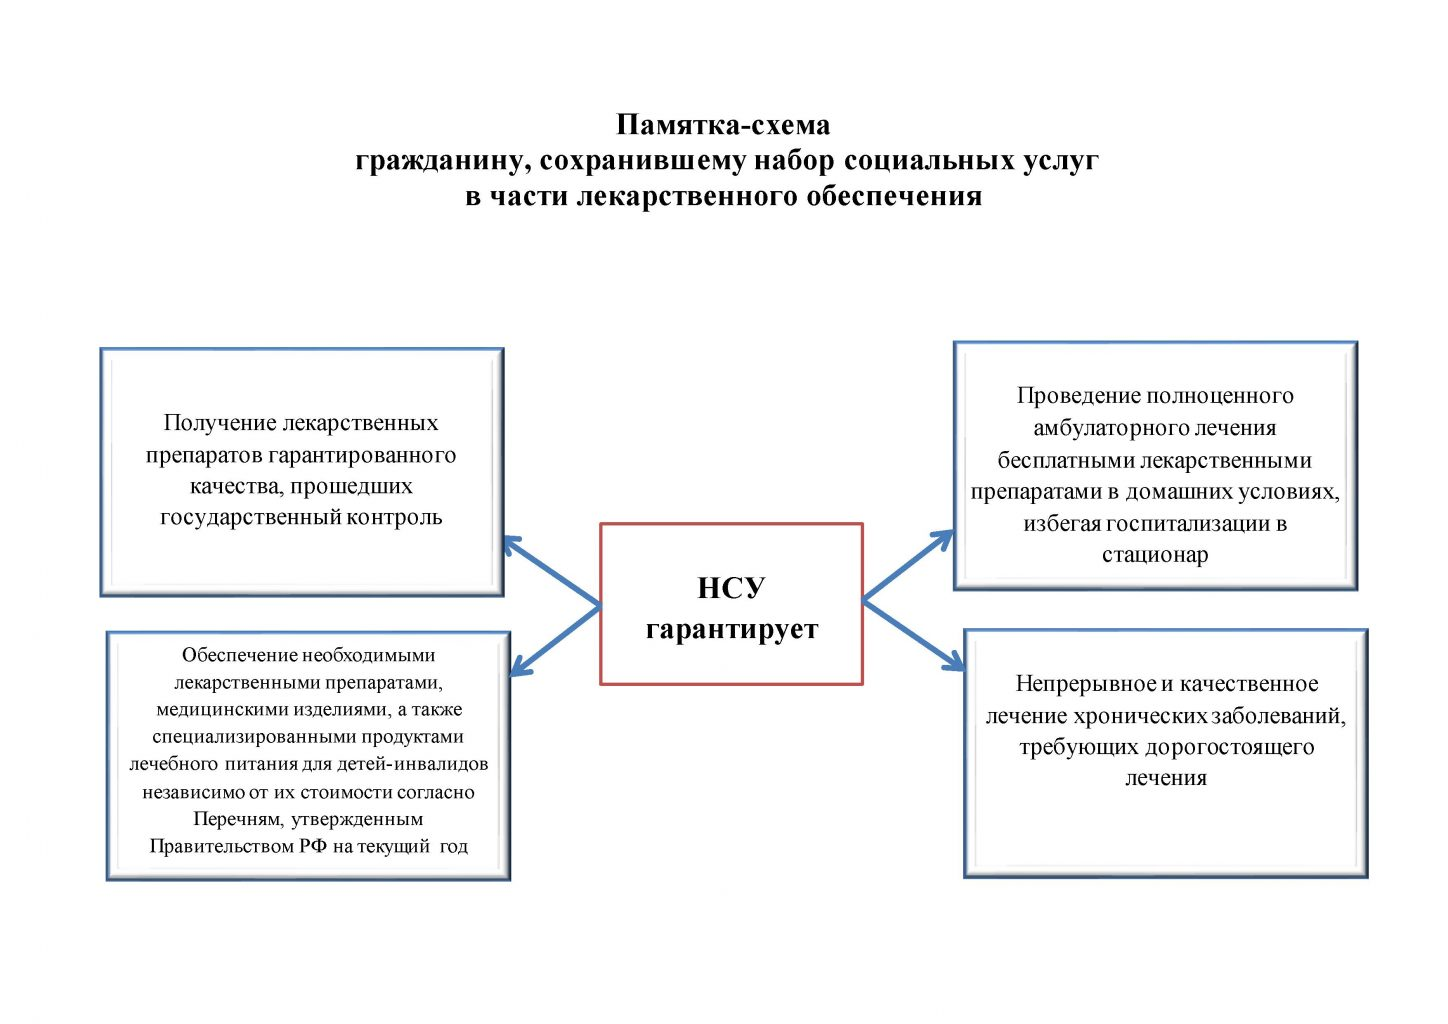 Памятка-схема
гражданину, сохранившему набор социальных услуг
в части лекарственного обеспечения
Получение лекарственных
препаратов гарантированного
качества, прошедших
государственный контроль
Обеспечение необходимыми
лекарственными препаратами,
медицинскими изделиями, а также
специализированными продуктами
лечебного питания для детей-инвалидов
независимо от их стоимости согласно
Перечням, утвержденным
Правительством РФ на текущий год
НСУ
гарантирует
Проведение полноценного
амбулаторного лечения
бесплатными лекарственными
препаратами в домашних условиях,
избегая госпитализации в
стационар
Непрерывное и качественное
лечение хронических заболеваний,
требующих дорогостоящего
лечения